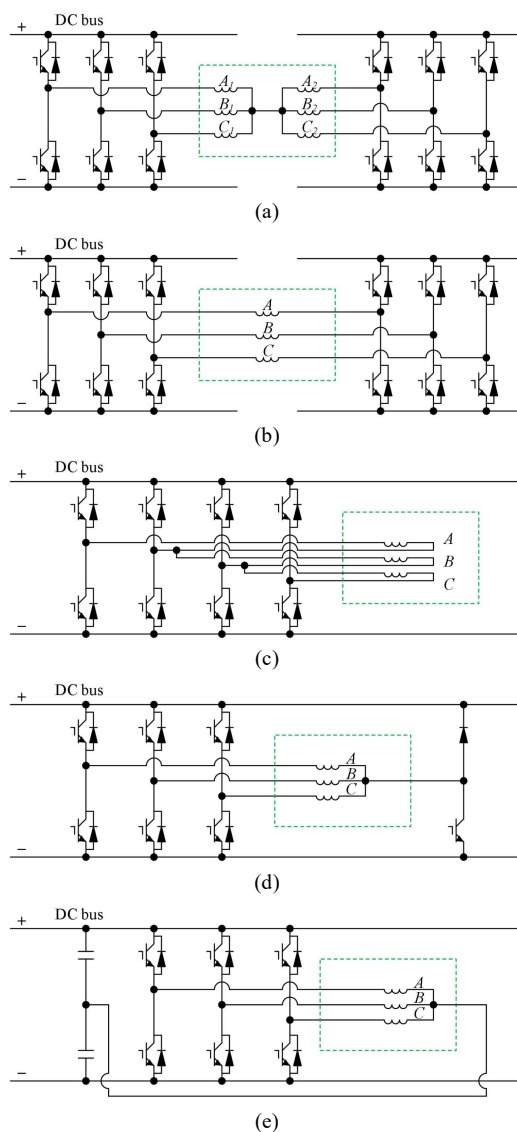 + DC bus
A1 A2
B1 B2
C1 C2
−
(a)
+ DC bus
A
B
C
−
(b)
+ DC bus
A
B
C
−
(c)
+ DC bus
A
B
C
−
(d)
+ DC bus
A
B
C
−
(e)